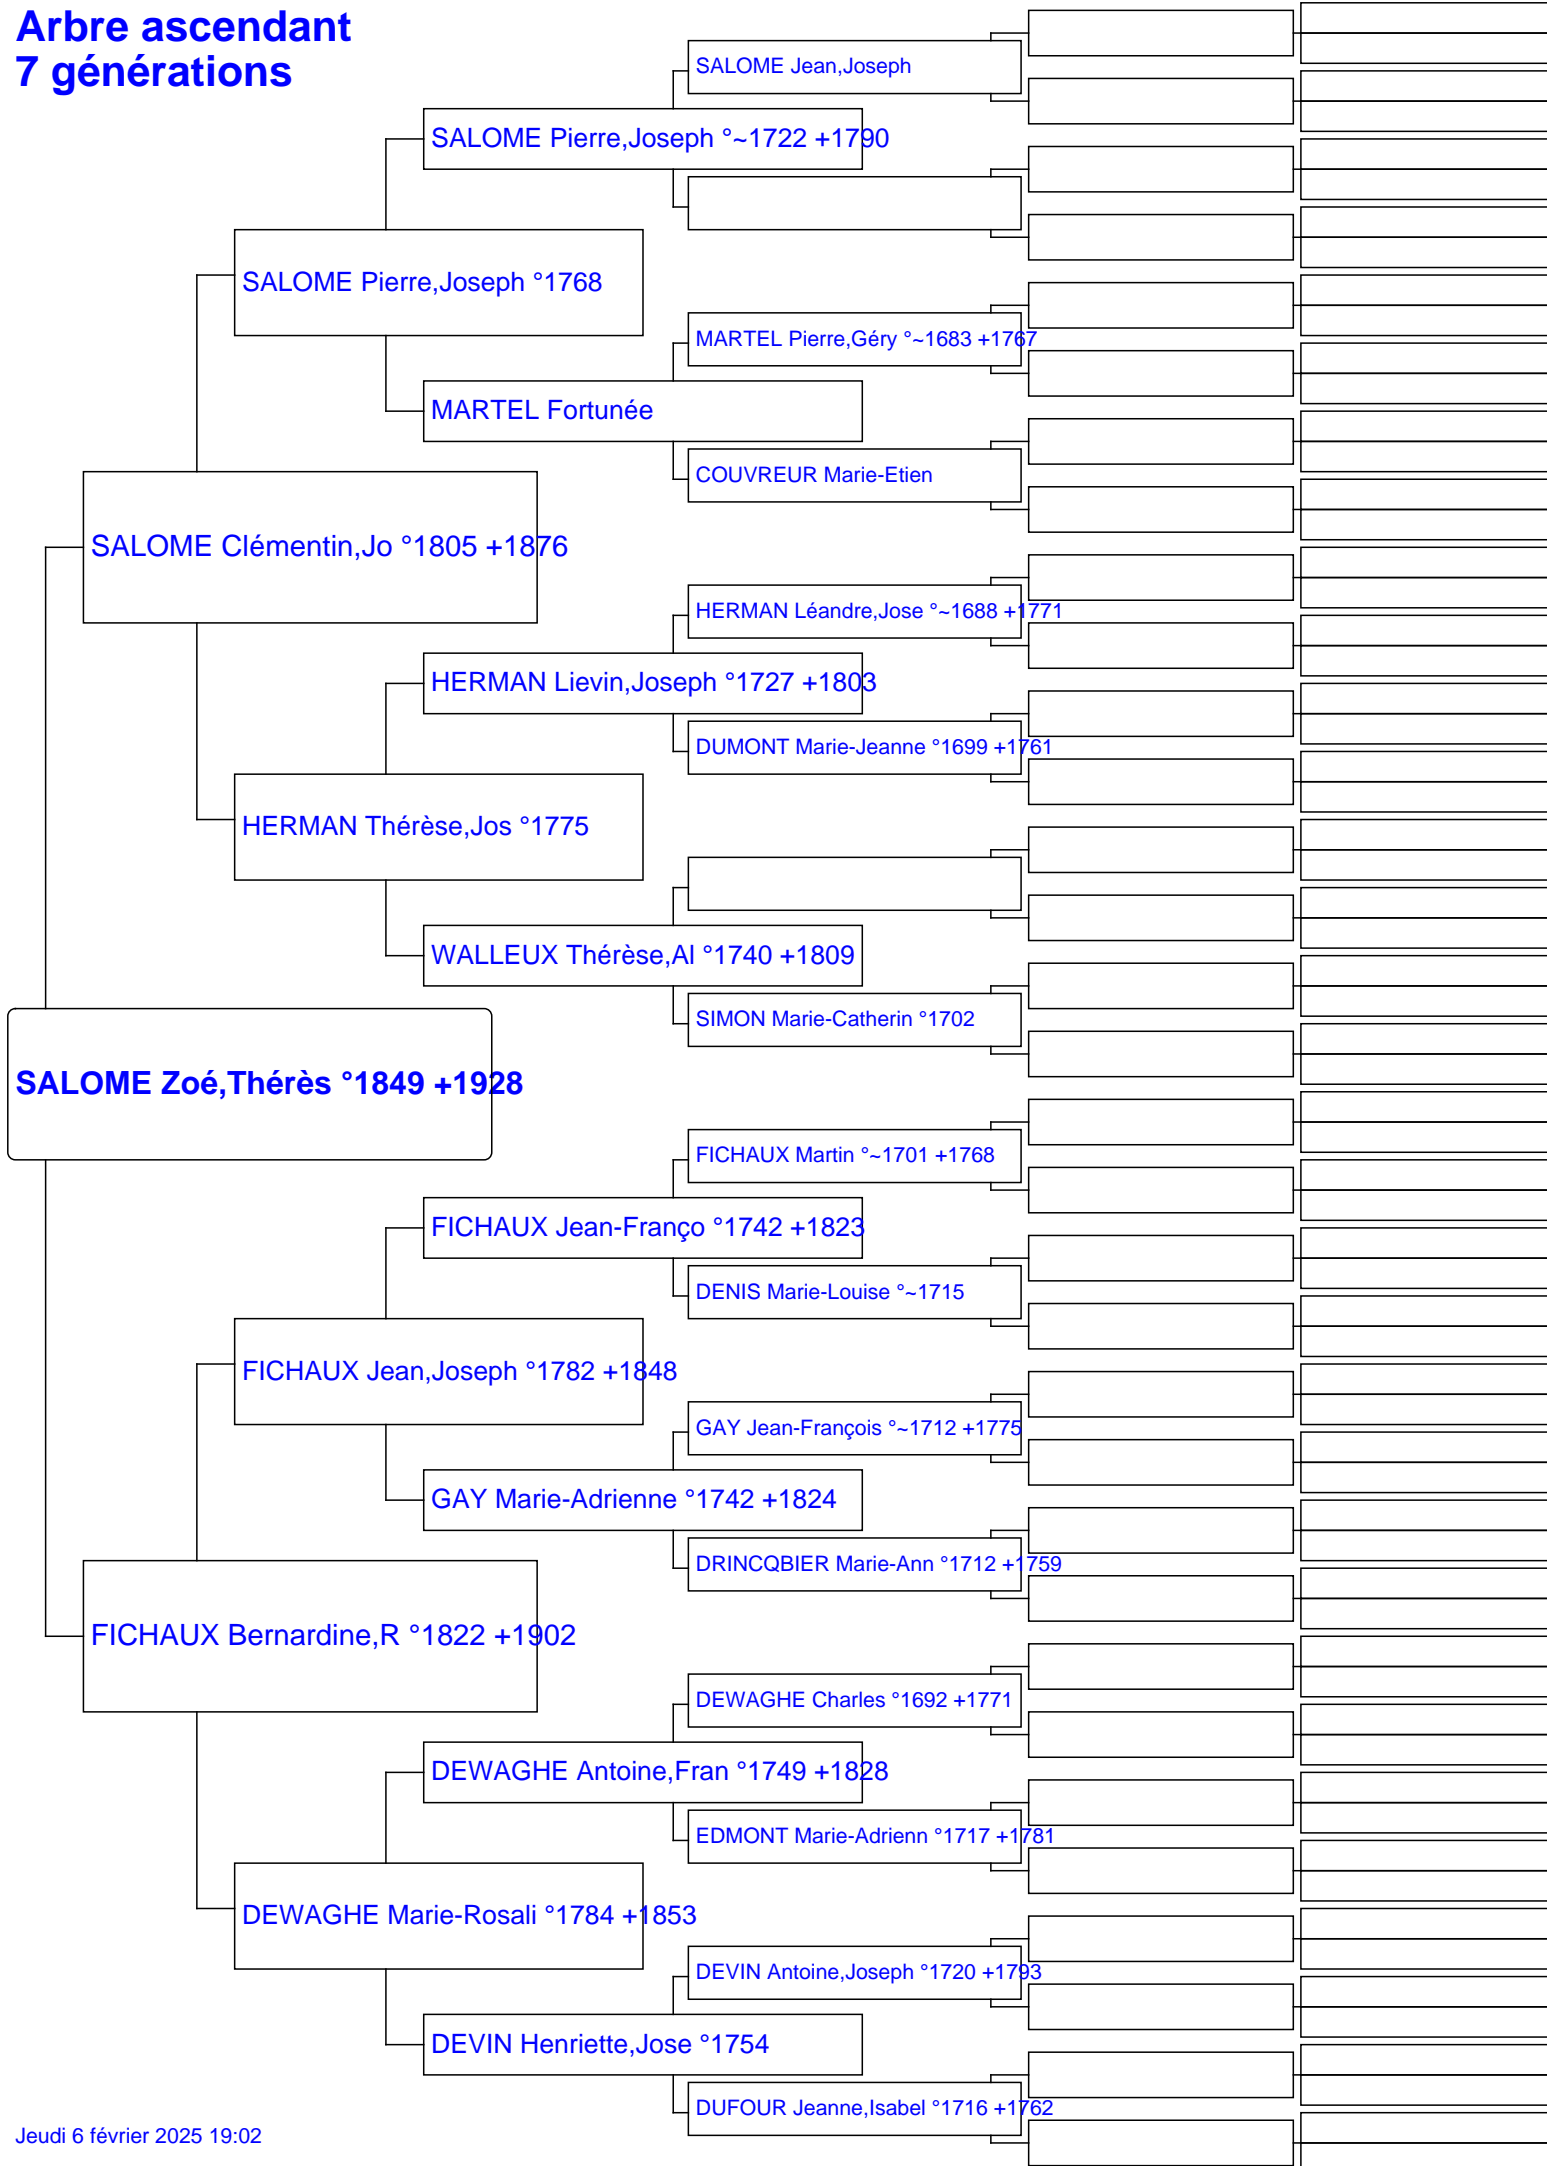 Arbre ascendant
7 générations
SALOME Jean,Joseph
SALOME Pierre,Joseph °~1722 +1790
SALOME Pierre,Joseph °1768
MARTEL Pierre,Géry °~1683 +1767
MARTEL Fortunée
COUVREUR Marie-Etien
SALOME Clémentin,Jo °1805 +1876
HERMAN Léandre,Jose °~1688 +1771
HERMAN Lievin,Joseph °1727 +1803
DUMONT Marie-Jeanne °1699 +1761
HERMAN Thérèse,Jos °1775
WALLEUX Thérèse,Al °1740 +1809
SIMON Marie-Catherin °1702
SALOME Zoé,Thérès °1849 +1928
FICHAUX Martin °~1701 +1768
FICHAUX Jean-Franço °1742 +1823
DENIS Marie-Louise °~1715
FICHAUX Jean,Joseph °1782 +1848
GAY Jean-François °~1712 +1775
GAY Marie-Adrienne °1742 +1824
DRINCQBIER Marie-Ann °1712 +1759
FICHAUX Bernardine,R °1822 +1902
DEWAGHE Charles °1692 +1771
DEWAGHE Antoine,Fran °1749 +1828
EDMONT Marie-Adrienn °1717 +1781
DEWAGHE Marie-Rosali °1784 +1853
DEVIN Antoine,Joseph °1720 +1793
DEVIN Henriette,Jose °1754
DUFOUR Jeanne,Isabel °1716 +1762
Jeudi 6 février 2025 19:02